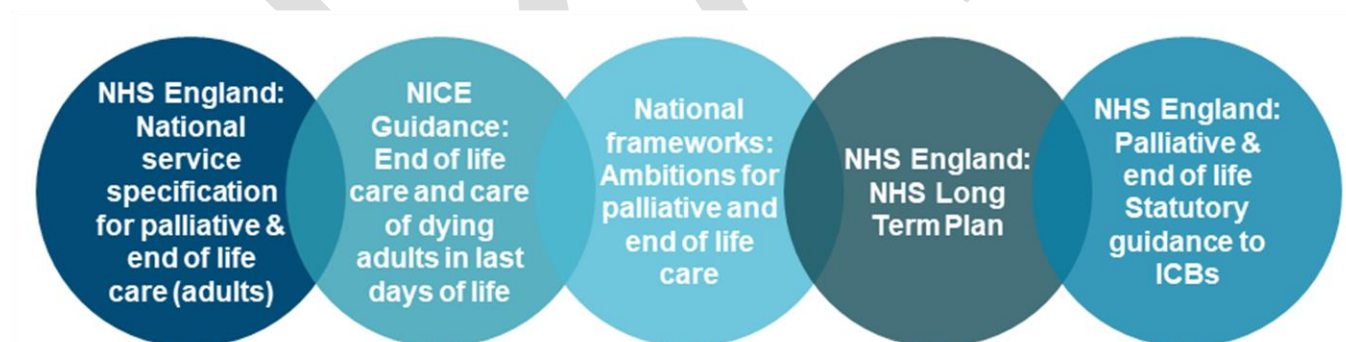 NHS England:
National
service
specification
for palliative &
end of life
care (adults)
NICE
Guidance:
End of life
care and care
of dying
adults in last
days of life
National
frameworks:
Ambitions for
palliative and
end of life
care
NHS England:
NHS Long
Term Plan
NHS England:
Palliative &
end of life
Statutory
guidance to
ICBs